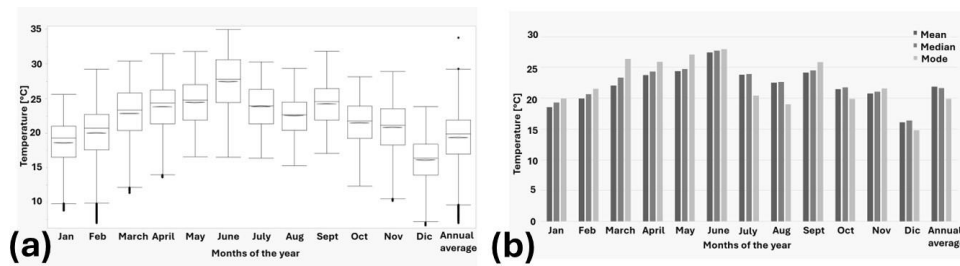 35
30
25
20
15
10
Temperature [°C]
Jan Feb March April May June July Aug Sept Oct Nov Dic Annual
average
Months of the year
(a)
30
25
20
15
10
5
0
Temperature [°C]
Mean
Median
Mode
Jan Feb March April May June July Aug Sept Oct Nov Dic Annual
average
Months of the year
(b)